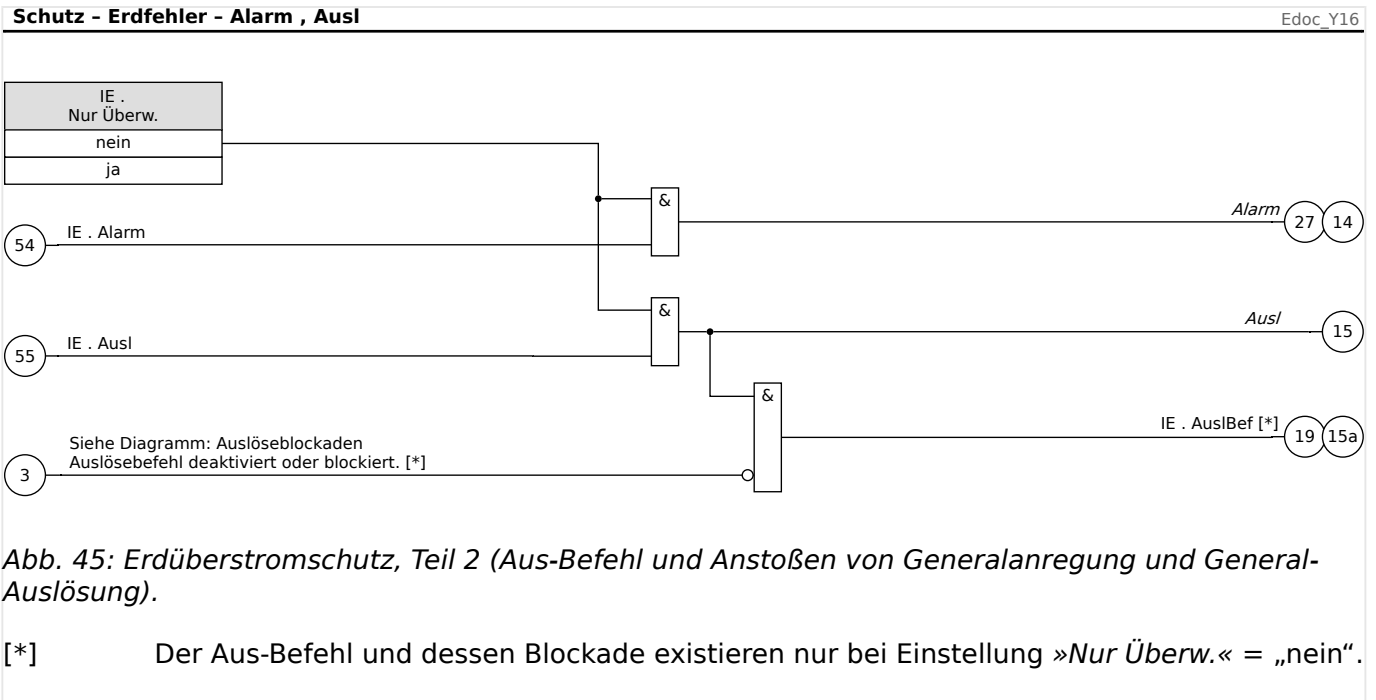 Schutz – Erdfehler – Alarm , Ausl
Edoc_Y16
IE .
Nur Überw.
nein
ja
&
Alarm
27
14
54
IE . Alarm
&
Ausl
15
55
IE . Ausl
&
IE . AuslBef [*]
19
15a
Siehe Diagramm: Auslöseblockaden
Auslösebefehl deaktiviert oder blockiert. [*]
3
Abb. 45: Erdüberstromschutz, Teil 2 (Aus-Befehl und Anstoßen von Generalanregung und General-
Auslösung).
[*] Der Aus-Befehl und dessen Blockade existieren nur bei Einstellung »Nur Überw.« = „nein“.